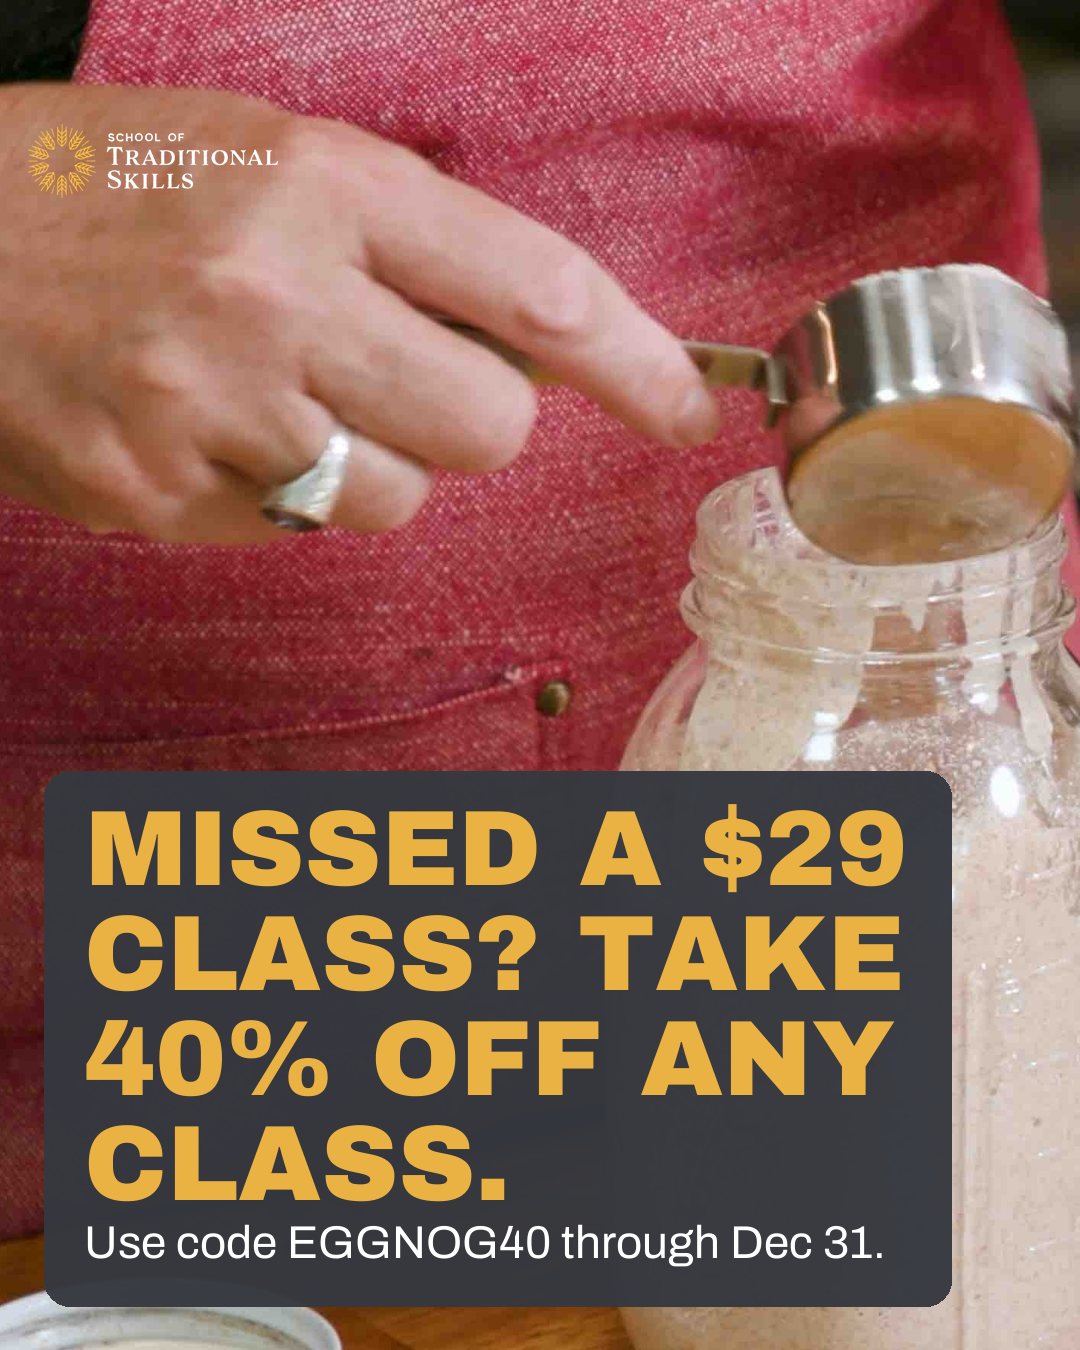 SCHOOL OF
TRADITIONAL
SKILLS
MISSED A $29
CLASS? TAKE
40% OFF ANY
CLASS.
Use code EGGNOG40 through Dec 31.